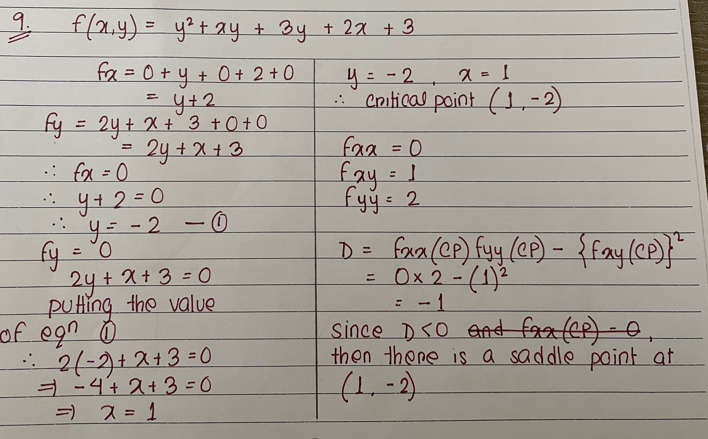 9. f(x,y) = y² + xy + 3y + 2x + 3
fx = 0 + y + 0 + 2 + 0
= y + 2
fy = 2y + x + 3 + 0 + 0
= 2y + x + 3
∴ fx = 0
∴ y + 2 = 0
∴ y = -2 — ①
fy = 0
2y + x + 3 = 0
putting the value
of eqn ①
∴ 2(-2) + x + 3 = 0
⇒ -4 + x + 3 = 0
⇒ x = 1
y = -2, x = 1
∴ critical point (1, -2)
fxx = 0
fxy = 1
fyy = 2
D = fxx(CP) fyy(CP) - {fxy(CP)}²
= 0 × 2 - (1)²
= -1
since D < 0 and fxx(CP) = 0,
then there is a saddle point at
(1, -2)